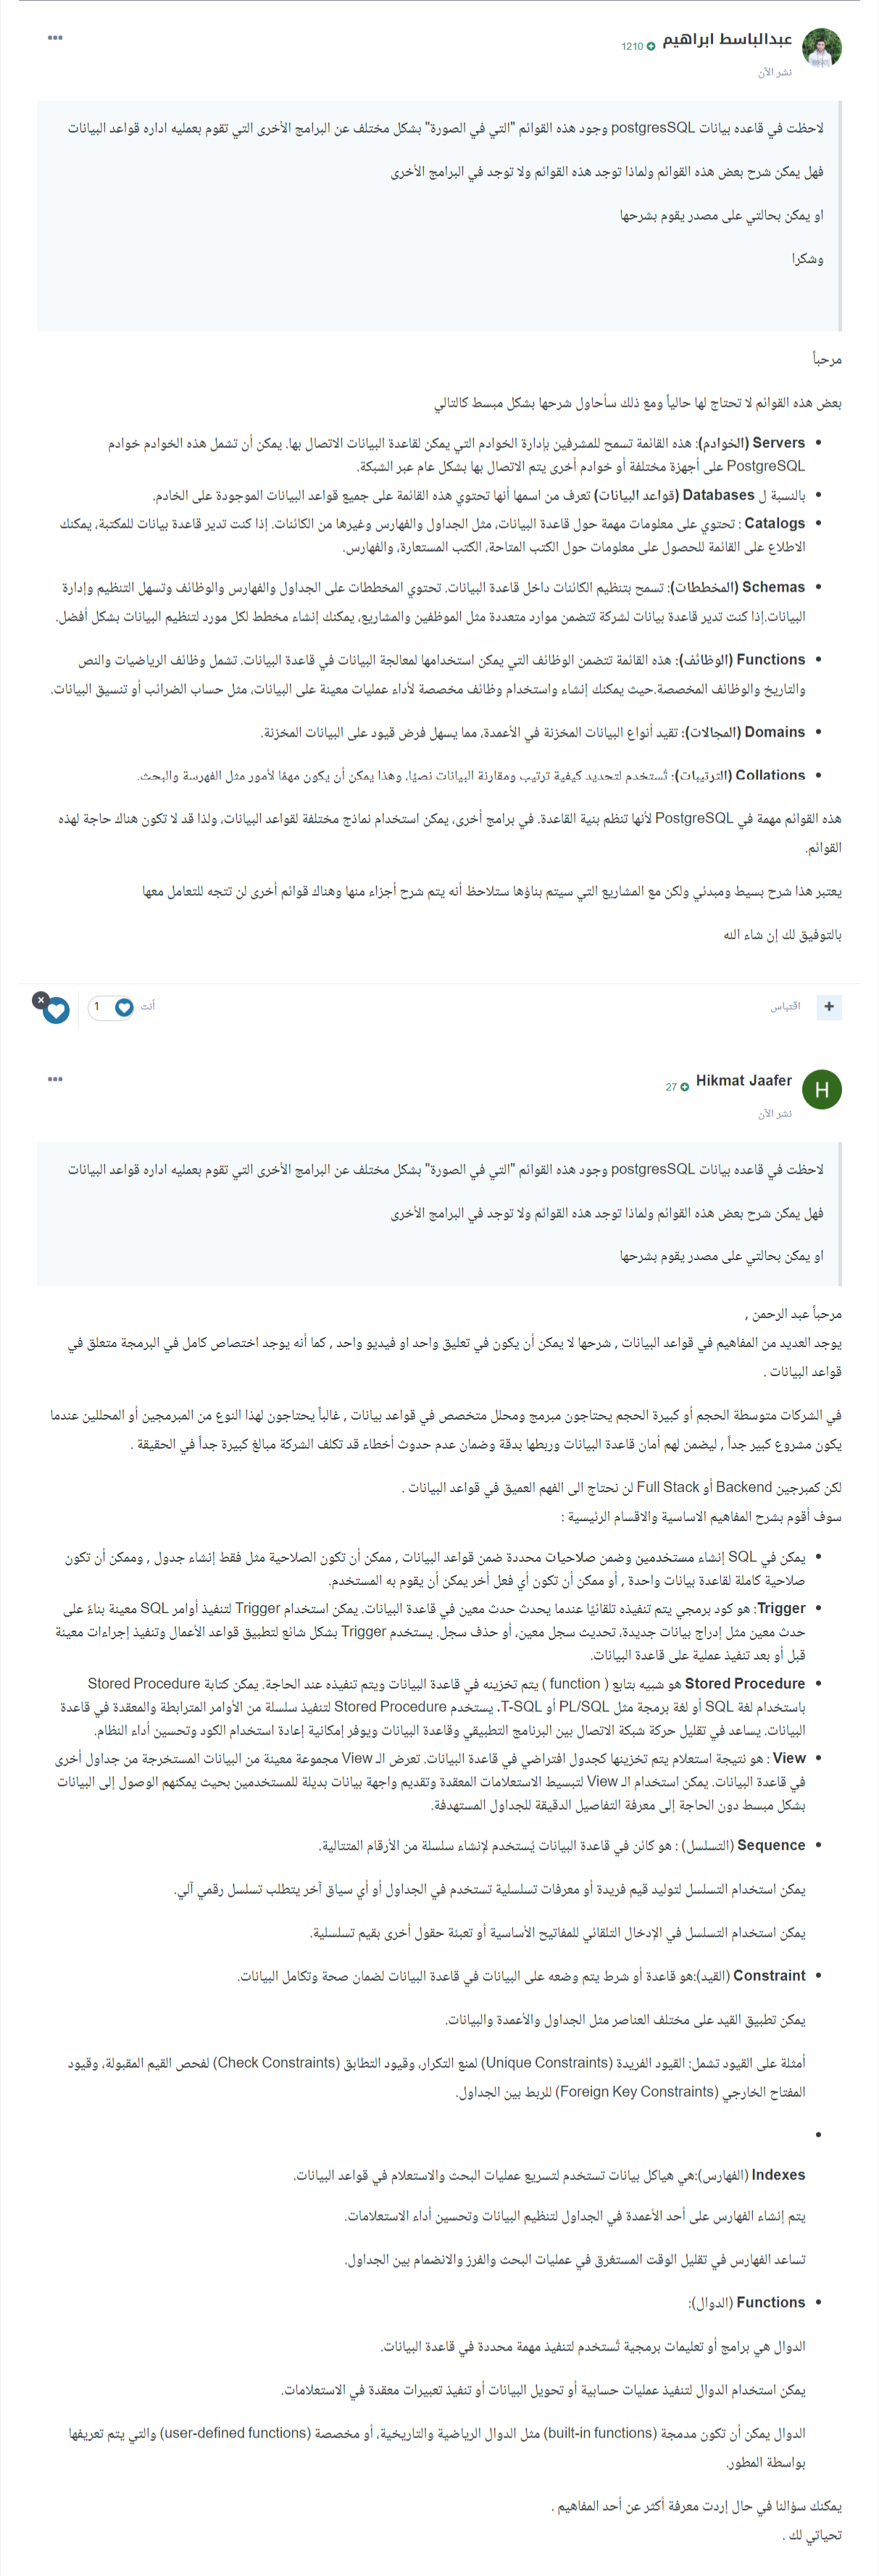 عبدالباسط ابراهيم 1210
نشر الآن
لاحظت في قاعده بيانات postgresSQL وجود هذه القوائم "التي في الصورة" بشكل مختلف عن البرامج الأخرى التي تقوم بعمليه اداره قواعد البيانات
فهل يمكن شرح بعض هذه القوائم ولماذا توجد هذه القوائم ولا توجد في البرامج الأخرى
او يمكن بحالتي على مصدر يقوم بشرحها
وشكرا
مرحباً
بعض هذه القوائم لا تحتاج لها حالياً ومع ذلك سأحاول شرحها بشكل مبسط كالتالي
Servers (الخوادم): هذه القائمة تسمح للمشرفين بإدارة الخوادم التي يمكن لقاعدة البيانات الاتصال بها. يمكن أن تشمل هذه الخوادم خوادم
PostgreSQL على أجهزة مختلفة أو خوادم أخرى يتم الاتصال بها بشكل عام عبر الشبكة.
بالنسبة ل Databases (قواعد البيانات) تعرف من اسمها أنها تحتوي هذه القائمة على جميع قواعد البيانات الموجودة على الخادم.
Catalogs : تحتوي على معلومات مهمة حول قاعدة البيانات، مثل الجداول والفهارس وغيرها من الكائنات. إذا كنت تدير قاعدة بيانات للمكتبة، يمكنك
الاطلاع على القائمة للحصول على معلومات حول الكتب المتاحة، الكتب المستعارة، والفهارس.
Schemas (المخططات): تسمح بتنظيم الكائنات داخل قاعدة البيانات. تحتوي المخططات على الجداول والفهارس والوظائف وتسهل التنظيم وإدارة
البيانات.إذا كنت تدير قاعدة بيانات لشركة تتضمن موارد متعددة مثل الموظفين والمشاريع، يمكنك إنشاء مخطط لكل مورد لتنظيم البيانات بشكل أفضل.
Functions (الوظائف): هذه القائمة تتضمن الوظائف التي يمكن استخدامها لمعالجة البيانات في قاعدة البيانات. تشمل وظائف الرياضيات والنص
والتاريخ والوظائف المخصصة.حيث يمكنك إنشاء واستخدام وظائف مخصصة لأداء عمليات معينة على البيانات، مثل حساب الضرائب أو تنسيق البيانات.
Domains (المجالات): تقيد أنواع البيانات المخزنة في الأعمدة، مما يسهل فرض قيود على البيانات المخزنة.
Collations (الترتيبات): تُستخدم لتحديد كيفية ترتيب ومقارنة البيانات نصيًا، وهذا يمكن أن يكون مهمًا لأمور مثل الفهرسة والبحث.
هذه القوائم مهمة في PostgreSQL لأنها تنظم بنية القاعدة. في برامج أخرى، يمكن استخدام نماذج مختلفة لقواعد البيانات، ولذا قد لا تكون هناك حاجة لهذه
القوائم.
يعتبر هذا شرح بسيط ومبدئي ولكن مع المشاريع التي سيتم بناؤها ستلاحظ أنه يتم شرح أجزاء منها وهناك قوائم أخرى لن تتجه للتعامل معها
بالتوفيق لك إن شاء الله
اقتباس
أنت 1
H
Hikmat Jaafer 27
نشر الآن
لاحظت في قاعده بيانات postgresSQL وجود هذه القوائم "التي في الصورة" بشكل مختلف عن البرامج الأخرى التي تقوم بعمليه اداره قواعد البيانات
فهل يمكن شرح بعض هذه القوائم ولماذا توجد هذه القوائم ولا توجد في البرامج الأخرى
او يمكن بحالتي على مصدر يقوم بشرحها
مرحباً عبد الرحمن ,
يوجد العديد من المفاهيم في قواعد البيانات , شرحها لا يمكن أن يكون في تعليق واحد او فيديو واحد , كما أنه يوجد اختصاص كامل في البرمجة متعلق في
قواعد البيانات .
في الشركات متوسطة الحجم أو كبيرة الحجم يحتاجون مبرمج ومحلل متخصص في قواعد بيانات , غالباً يحتاجون لهذا النوع من المبرمجين أو المحللين عندما
يكون مشروع كبير جداً , ليضمن لهم أمان قاعدة البيانات وربطها بدقة وضمان عدم حدوث أخطاء قد تكلف الشركة مبالغ كبيرة جداً في الحقيقة .
لكن كمبرجين Backend أو Full Stack لن نحتاج الى الفهم العميق في قواعد البيانات .
سوف أقوم بشرح المفاهيم الاساسية والاقسام الرئيسية :
يمكن في SQL إنشاء مستخدمين وضمن صلاحيات محددة ضمن قواعد البيانات , ممكن أن تكون الصلاحية مثل فقط إنشاء جدول , وممكن أن تكون
صلاحية كاملة لقاعدة بيانات واحدة , أو ممكن أن تكون أي فعل أخر يمكن أن يقوم به المستخدم.
Trigger: هو كود برمجي يتم تنفيذه تلقائيًا عندما يحدث حدث معين في قاعدة البيانات. يمكن استخدام Trigger لتنفيذ أوامر SQL معينة بناءً على
حدث معين مثل إدراج بيانات جديدة، تحديث سجل معين، أو حذف سجل. يستخدم Trigger بشكل شائع لتطبيق قواعد الأعمال وتنفيذ إجراءات معينة
قبل أو بعد تنفيذ عملية على قاعدة البيانات.
Stored Procedure هو شبيه بتابع ( function ) يتم تخزينه في قاعدة البيانات ويتم تنفيذه عند الحاجة. يمكن كتابة Stored Procedure
باستخدام لغة SQL أو لغة برمجة مثل PL/SQL أو T-SQL. يستخدم Stored Procedure لتنفيذ سلسلة من الأوامر المترابطة والمعقدة في قاعدة
البيانات. يساعد في تقليل حركة شبكة الاتصال بين البرنامج التطبيقي وقاعدة البيانات ويوفر إمكانية إعادة استخدام الكود وتحسين أداء النظام.
View : هو نتيجة استعلام يتم تخزينها كجدول افتراضي في قاعدة البيانات. تعرض الـ View مجموعة معينة من البيانات المستخرجة من جداول أخرى
في قاعدة البيانات. يمكن استخدام الـ View لتبسيط الاستعلامات المعقدة وتقديم واجهة بيانات بديلة للمستخدمين بحيث يمكنهم الوصول إلى البيانات
بشكل مبسط دون الحاجة إلى معرفة التفاصيل الدقيقة للجداول المستهدفة.
Sequence (التسلسل) : هو كائن في قاعدة البيانات يُستخدم لإنشاء سلسلة من الأرقام المتتالية.
يمكن استخدام التسلسل لتوليد قيم فريدة أو معرفات تسلسلية تستخدم في الجداول أو أي سياق آخر يتطلب تسلسل رقمي آلي.
يمكن استخدام التسلسل في الإدخال التلقائي للمفاتيح الأساسية أو تعبئة حقول أخرى بقيم تسلسلية.
Constraint (القيد):هو قاعدة أو شرط يتم وضعه على البيانات في قاعدة البيانات لضمان صحة وتكامل البيانات.
يمكن تطبيق القيد على مختلف العناصر مثل الجداول والأعمدة والبيانات.
أمثلة على القيود تشمل: القيود الفريدة (Unique Constraints) لمنع التكرار، وقيود التطابق (Check Constraints) لفحص القيم المقبولة، وقيود
المفتاح الخارجي (Foreign Key Constraints) للربط بين الجداول.
Indexes (الفهارس):هي هياكل بيانات تستخدم لتسريع عمليات البحث والاستعلام في قواعد البيانات.
يتم إنشاء الفهارس على أحد الأعمدة في الجداول لتنظيم البيانات وتحسين أداء الاستعلامات.
تساعد الفهارس في تقليل الوقت المستغرق في عمليات البحث والفرز والانضمام بين الجداول.
Functions (الدوال):
الدوال هي برامج أو تعليمات برمجية تُستخدم لتنفيذ مهمة محددة في قاعدة البيانات.
يمكن استخدام الدوال لتنفيذ عمليات حسابية أو تحويل البيانات أو تنفيذ تعبيرات معقدة في الاستعلامات.
الدوال يمكن أن تكون مدمجة (built-in functions) مثل الدوال الرياضية والتاريخية، أو مخصصة (user-defined functions) والتي يتم تعريفها
بواسطة المطور.
يمكنك سؤالنا في حال إردت معرفة أكثر عن أحد المفاهيم .
تحياتي لك .